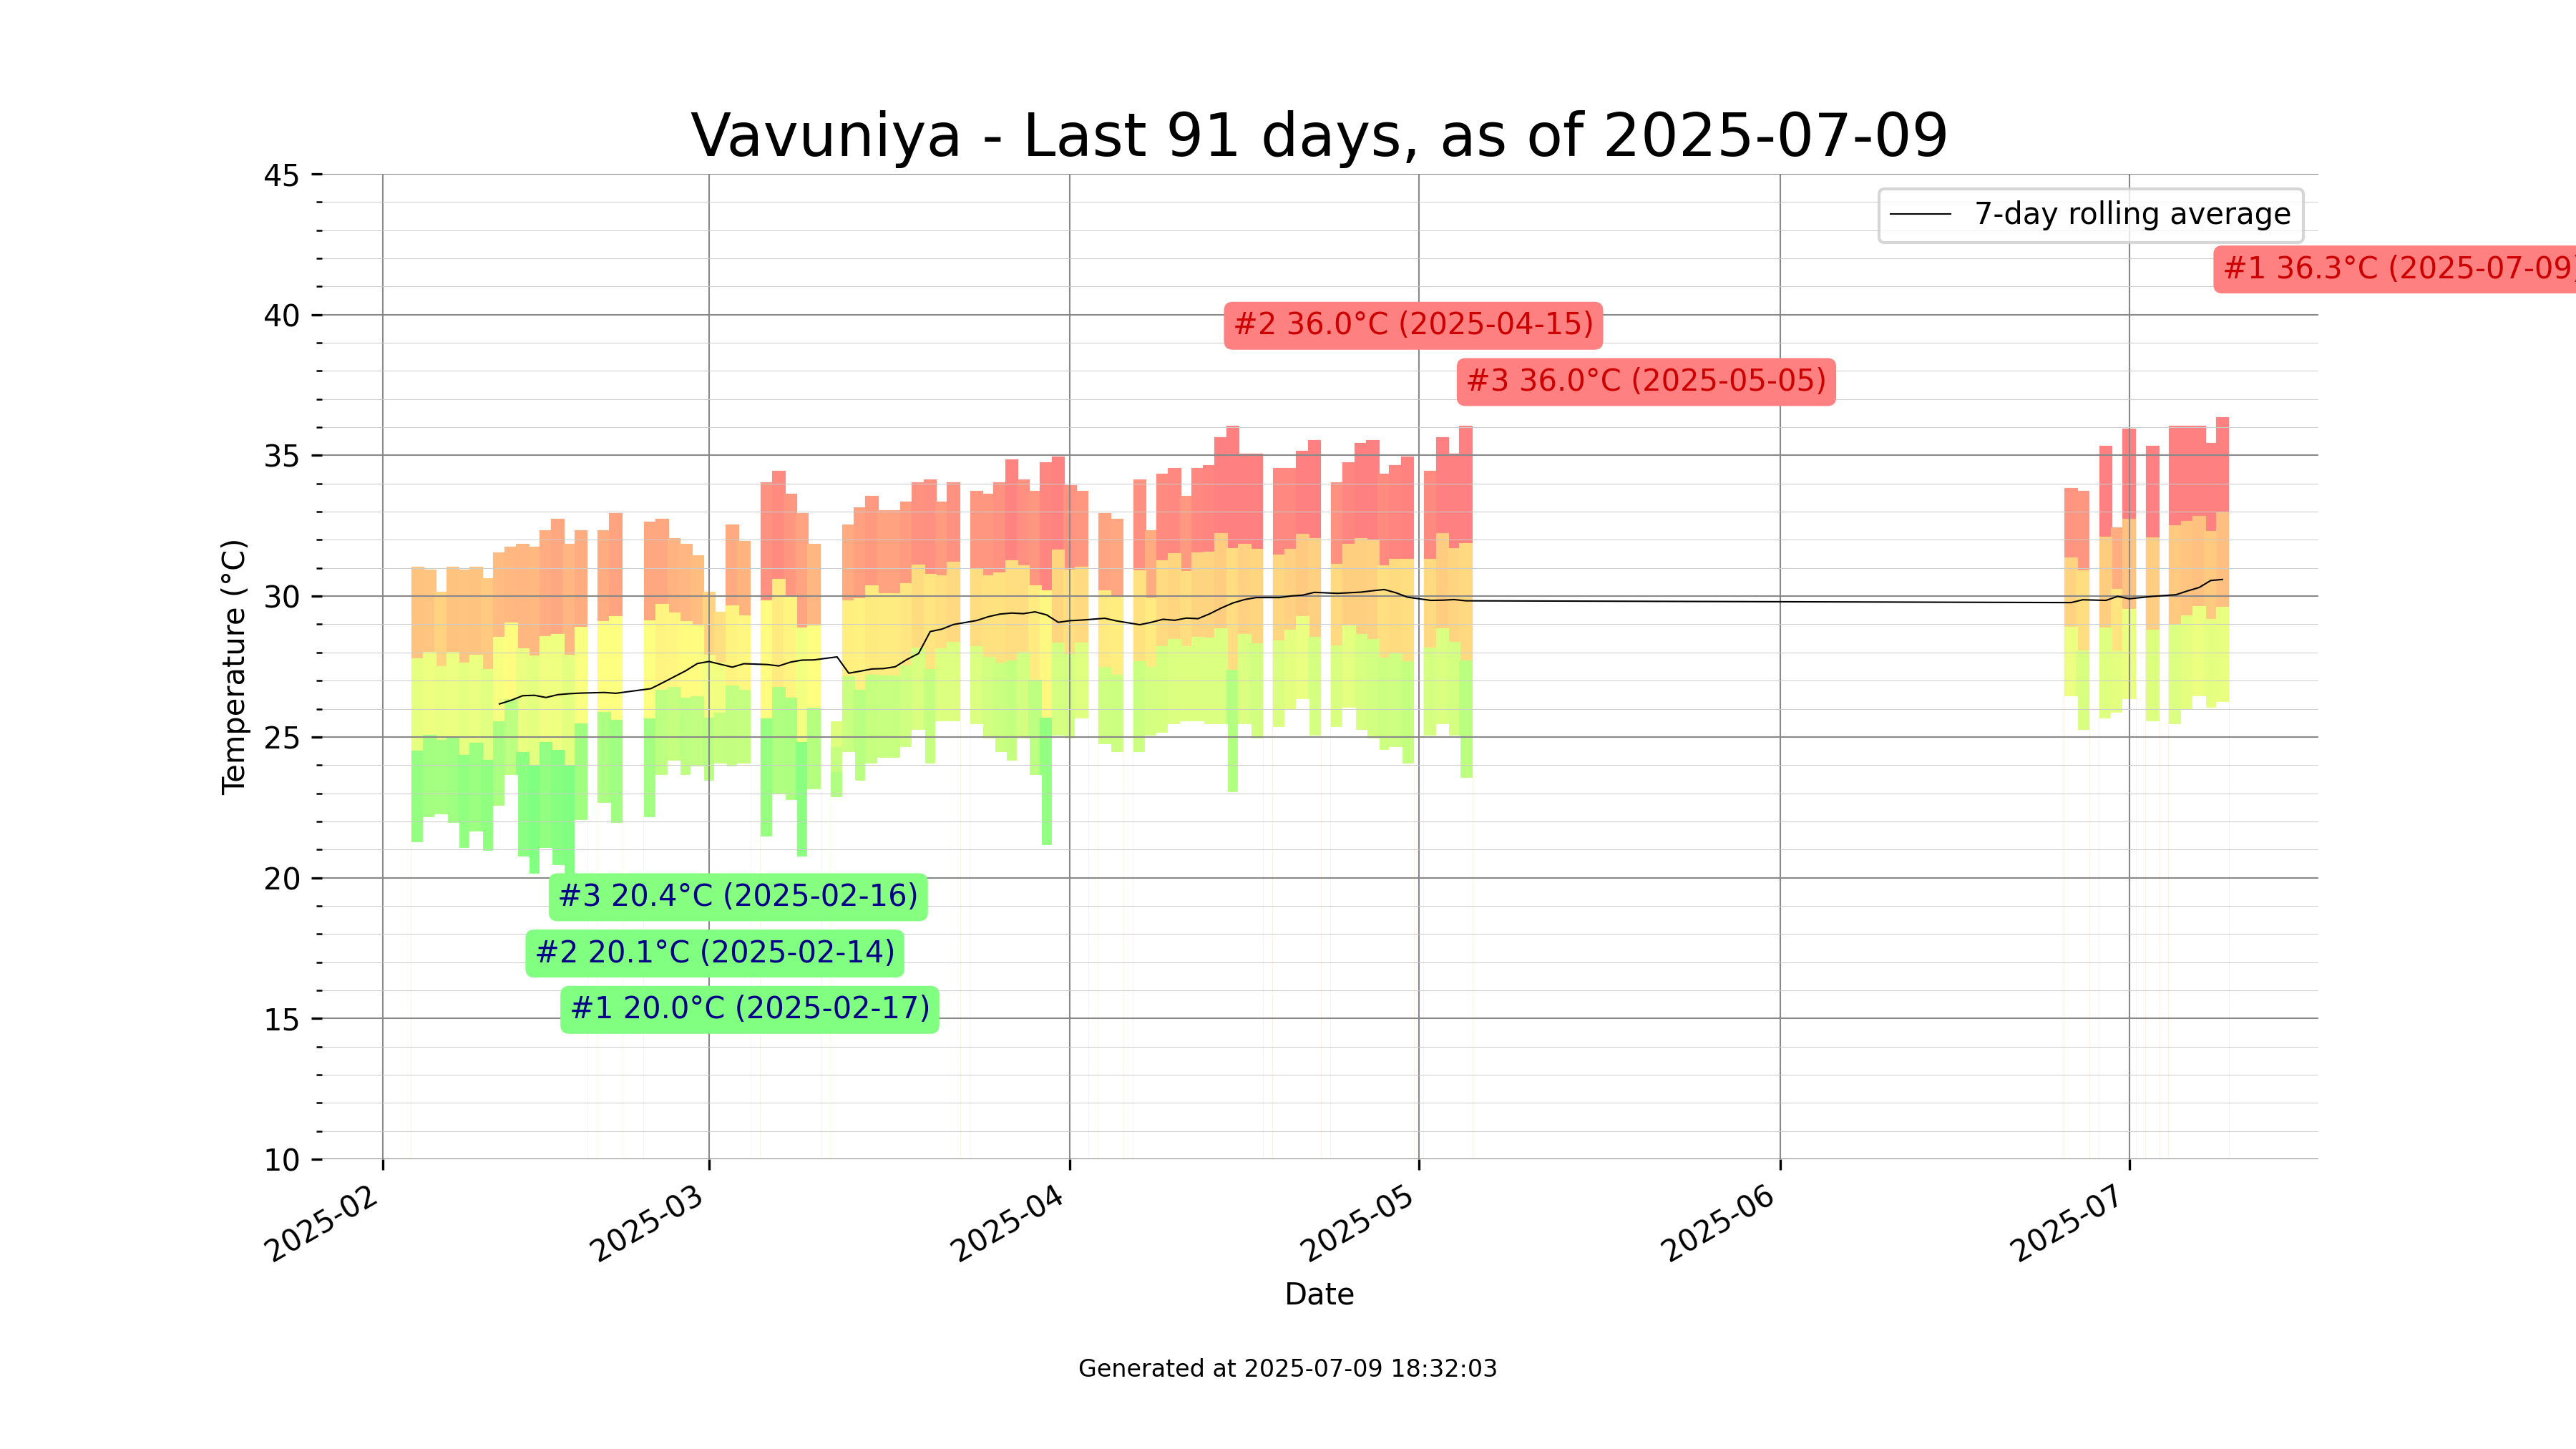 Vavuniya - Last 91 days, as of 2025-07-09
45
7-day rolling average
#1 36.3°C (2025-07-09)
#2 36.0°C (2025-04-15)
40
#3 36.0°C (2025-05-05)
35
30
25
20
#3 20.4°C (2025-02-16)
#2 20.1°C (2025-02-14)
#1 20.0°C (2025-02-17)
15
10
Temperature (°C)
2025-02
2025-03
2025-04
2025-05
2025-06
2025-07
Date
Generated at 2025-07-09 18:32:03